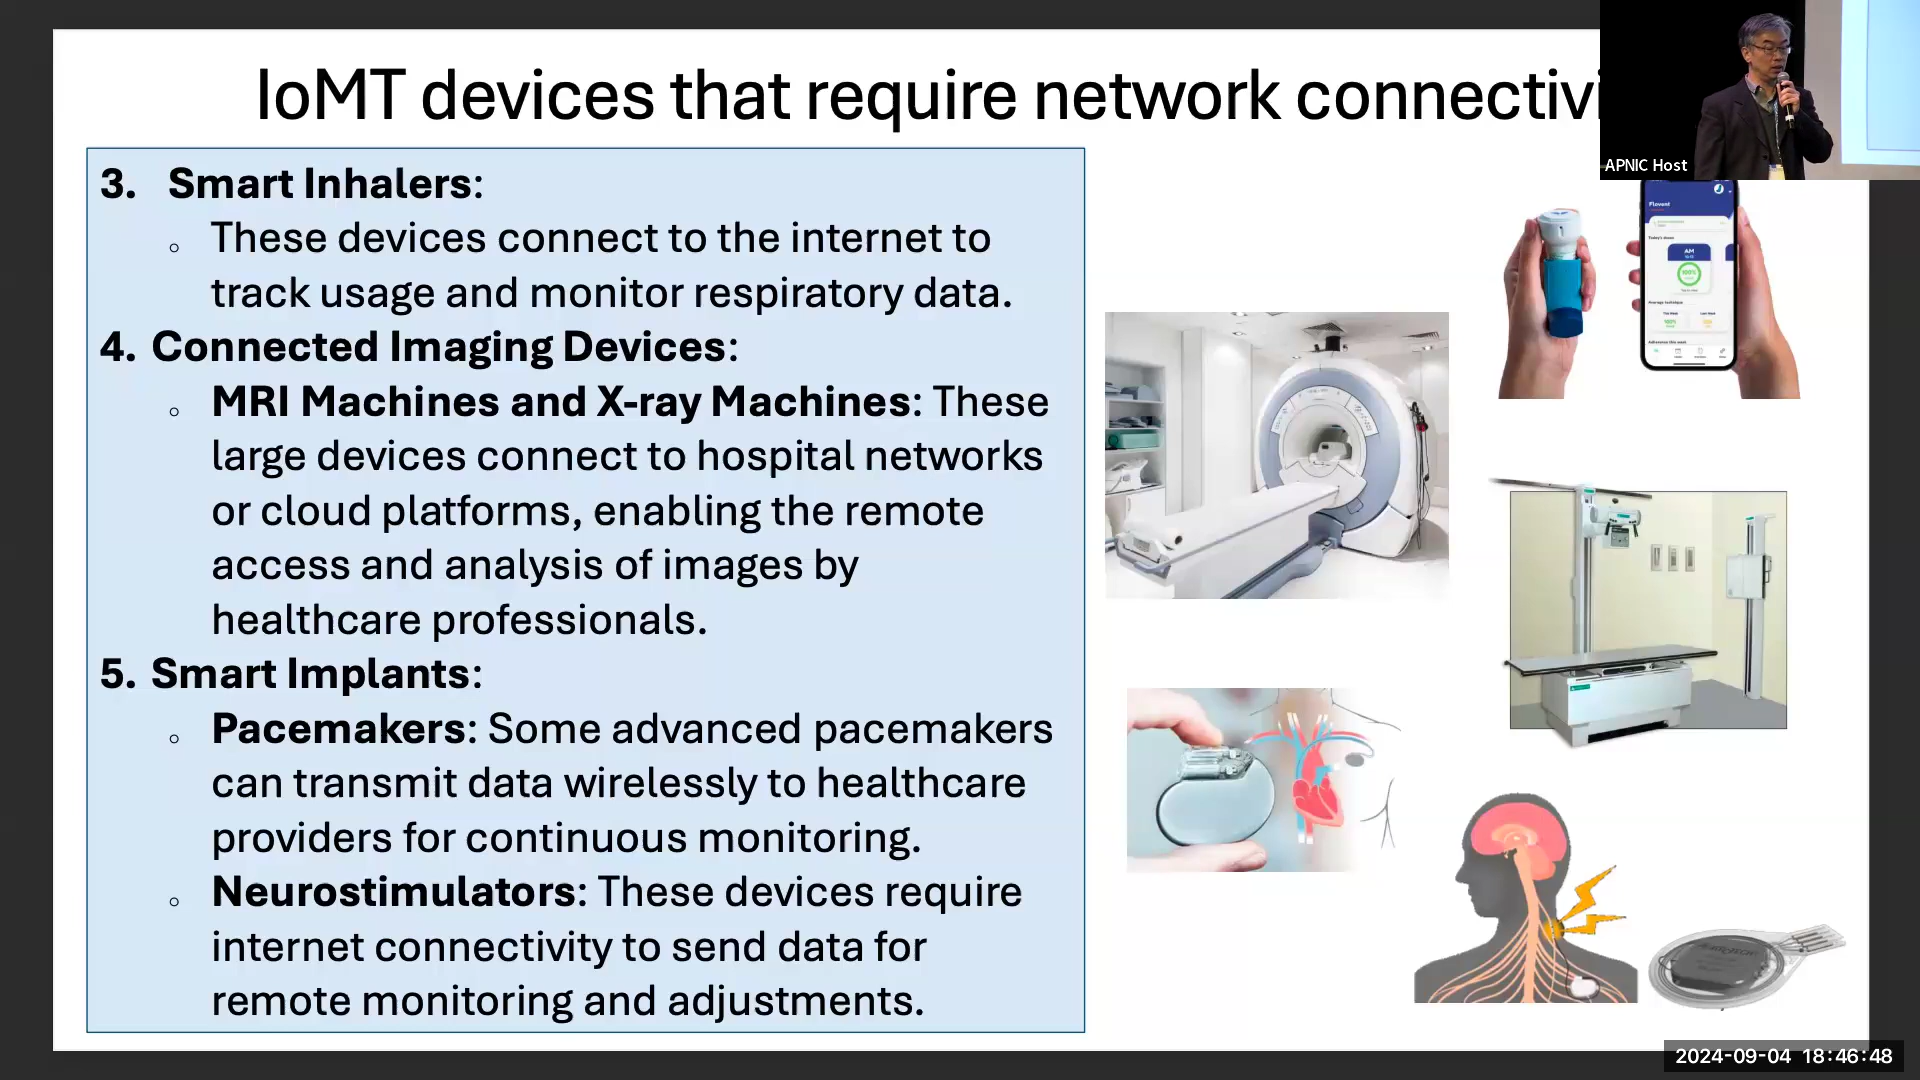 IoMT devices that require network connectivi
APNIC Host
3. Smart Inhalers:
○ These devices connect to the internet to
track usage and monitor respiratory data.
4. Connected Imaging Devices:
○ MRI Machines and X-ray Machines: These
large devices connect to hospital networks
or cloud platforms, enabling the remote
access and analysis of images by
healthcare professionals.
5. Smart Implants:
○ Pacemakers: Some advanced pacemakers
can transmit data wirelessly to healthcare
providers for continuous monitoring.
○ Neurostimulators: These devices require
internet connectivity to send data for
remote monitoring and adjustments.
Flovent
AM
100%
2024-09-04 18:46:48